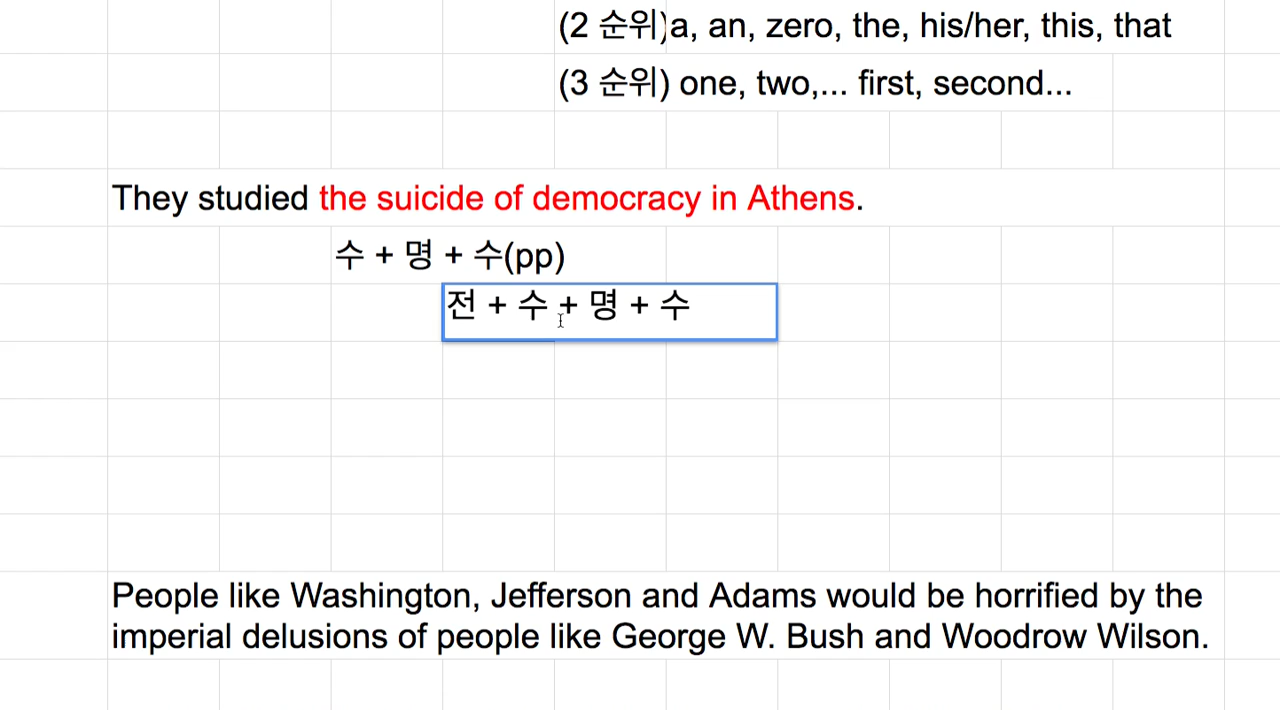 (2 순위)a, an, zero, the, his/her, this, that
(3 순위) one, two,... first, second...
They studied the suicide of democracy in Athens.
수 + 명 + 수(pp)
전 + 수 + 명 + 수
People like Washington, Jefferson and Adams would be horrified by the
imperial delusions of people like George W. Bush and Woodrow Wilson.